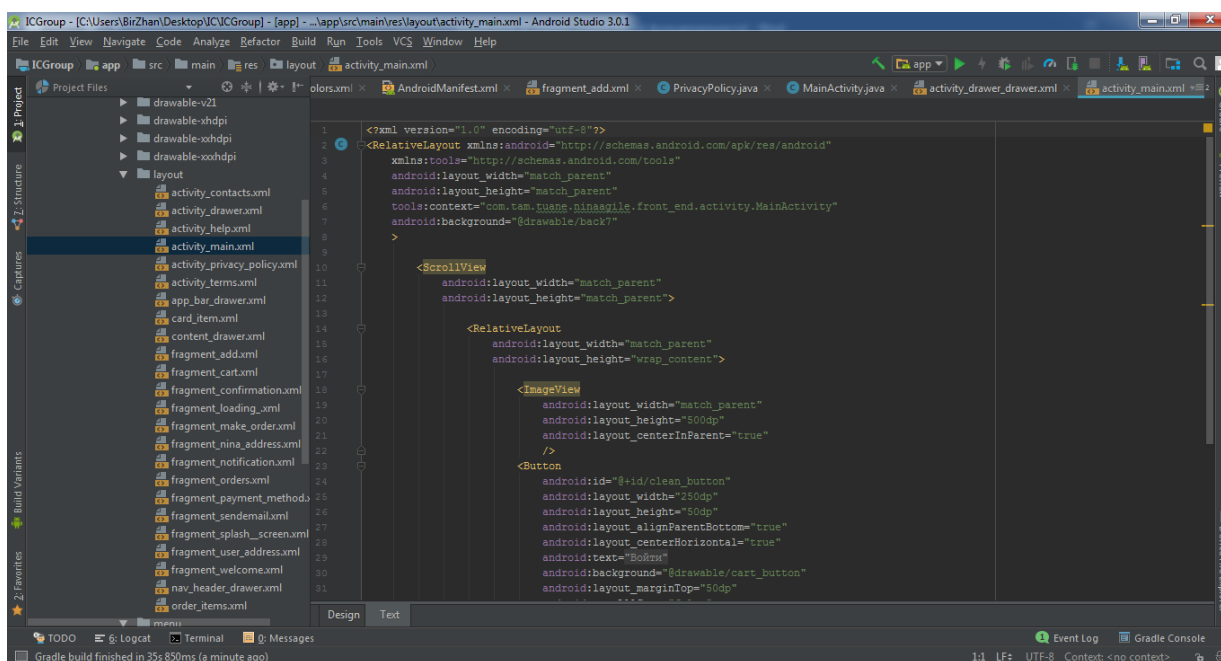 ICGroup - [C:\Users\BirZhan\Desktop\IC\ICGroup] - [app] - ...\app\src\main\res\layout\activity_main.xml - Android Studio 3.0.1
File Edit View Navigate Code Analyze Refactor Build Run Tools VCS Window Help
ICGroup app src main res layout activity_main.xml app
Project Files olors.xml AndroidManifest.xml fragment_add.xml PrivacyPolicy.java MainActivity.java activity_drawer_drawer.xml activity_main.xml
1: Project
Z: Structure
Captures
Build Variants
2: Favorites
drawable-v21
drawable-xhdpi
drawable-xxhdpi
drawable-xxxhdpi
layout
activity_contacts.xml
activity_drawer.xml
activity_help.xml
activity_main.xml
activity_privacy_policy.xml
activity_terms.xml
app_bar_drawer.xml
card_item.xml
content_drawer.xml
fragment_add.xml
fragment_cart.xml
fragment_confirmation.xml
fragment_loading_.xml
fragment_make_order.xml
fragment_nina_address.xml
fragment_notification.xml
fragment_orders.xml
fragment_payment_method.x
fragment_sendemail.xml
fragment_splash__screen.xml
fragment_user_address.xml
fragment_welcome.xml
nav_header_drawer.xml
order_items.xml
menu
1 <?xml version="1.0" encoding="utf-8"?>
2 <RelativeLayout xmlns:android="http://schemas.android.com/apk/res/android"
3 xmlns:tools="http://schemas.android.com/tools"
4 android:layout_width="match_parent"
5 android:layout_height="match_parent"
6 tools:context="com.tam.tuane.ninaagile.front_end.activity.MainActivity"
7 android:background="@drawable/back7"
8 >
9
10 <ScrollView
11 android:layout_width="match_parent"
12 android:layout_height="match_parent">
13
14 <RelativeLayout
15 android:layout_width="match_parent"
16 android:layout_height="wrap_content">
17
18 <ImageView
19 android:layout_width="match_parent"
20 android:layout_height="500dp"
21 android:layout_centerInParent="true"
22 />
23 <Button
24 android:id="@+id/clean_button"
25 android:layout_width="250dp"
26 android:layout_height="50dp"
27 android:layout_alignParentBottom="true"
28 android:layout_centerHorizontal="true"
29 android:text="Войти"
30 android:background="@drawable/cart_button"
31 android:layout_marginTop="50dp"
Design Text
TODO 6: Logcat Terminal 0: Messages 1 Event Log Gradle Console
Gradle build finished in 35s 850ms (a minute ago) 1:1 LF÷ UTF-8 Context: <no context>